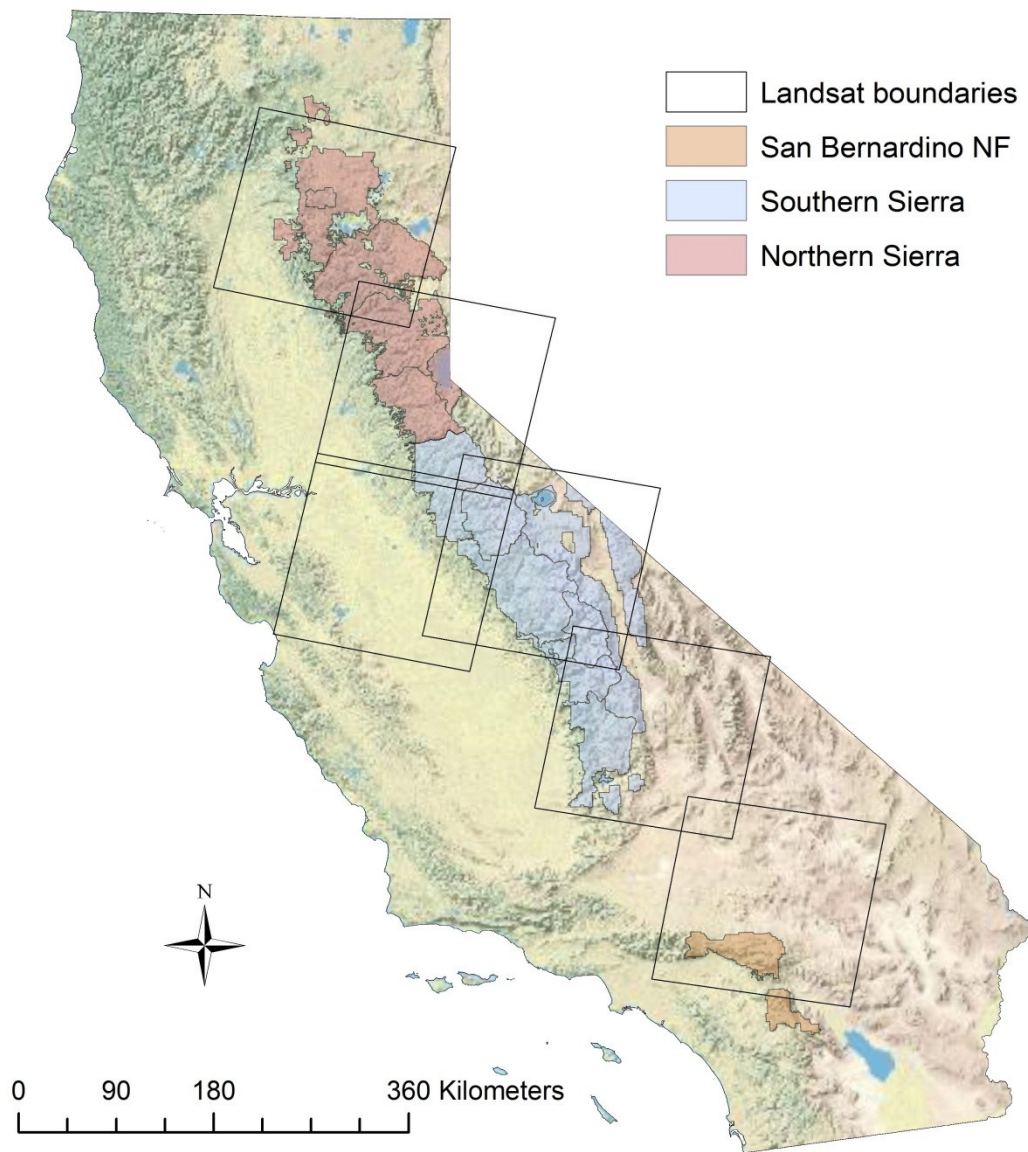 Landsat boundaries
San Bernardino NF
Southern Sierra
Northern Sierra
N
0 90 180 360 Kilometers